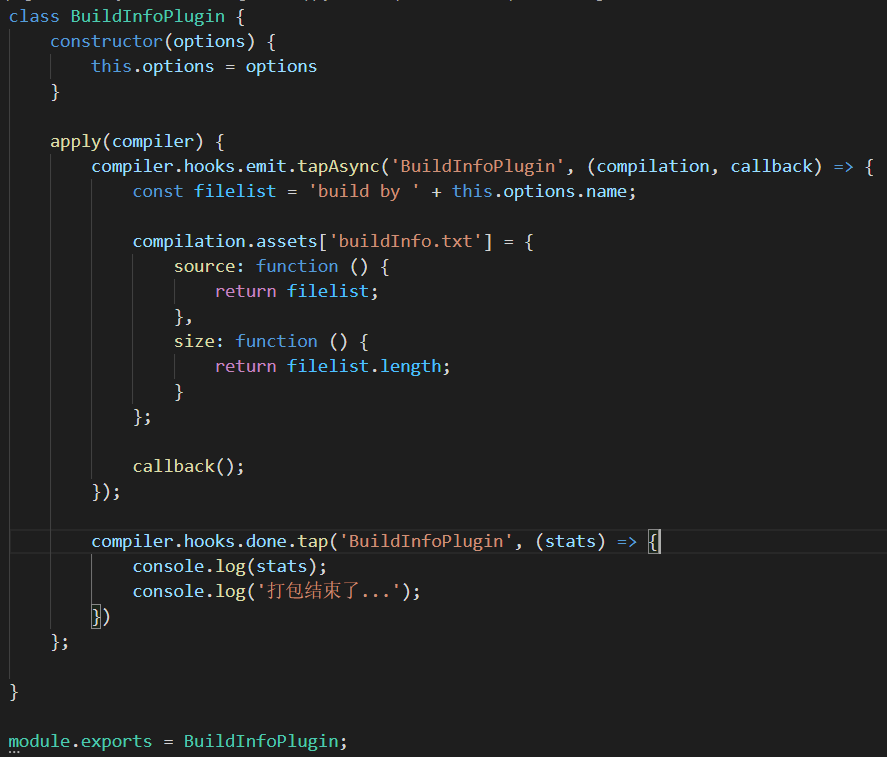 class BuildInfoPlugin {
    constructor(options) {
        this.options = options
    }
    apply(compiler) {
        compiler.hooks.emit.tapAsync('BuildInfoPlugin', (compilation, callback) => {
            const filelist = 'build by ' + this.options.name;
            compilation.assets['buildInfo.txt'] = {
                source: function () {
                    return filelist;
                },
                size: function () {
                    return filelist.length;
                }
            };
            callback();
        });
        compiler.hooks.done.tap('BuildInfoPlugin', (stats) => {
            console.log(stats);
            console.log('打包结束了...');
        })
    };
}
module.exports = BuildInfoPlugin;